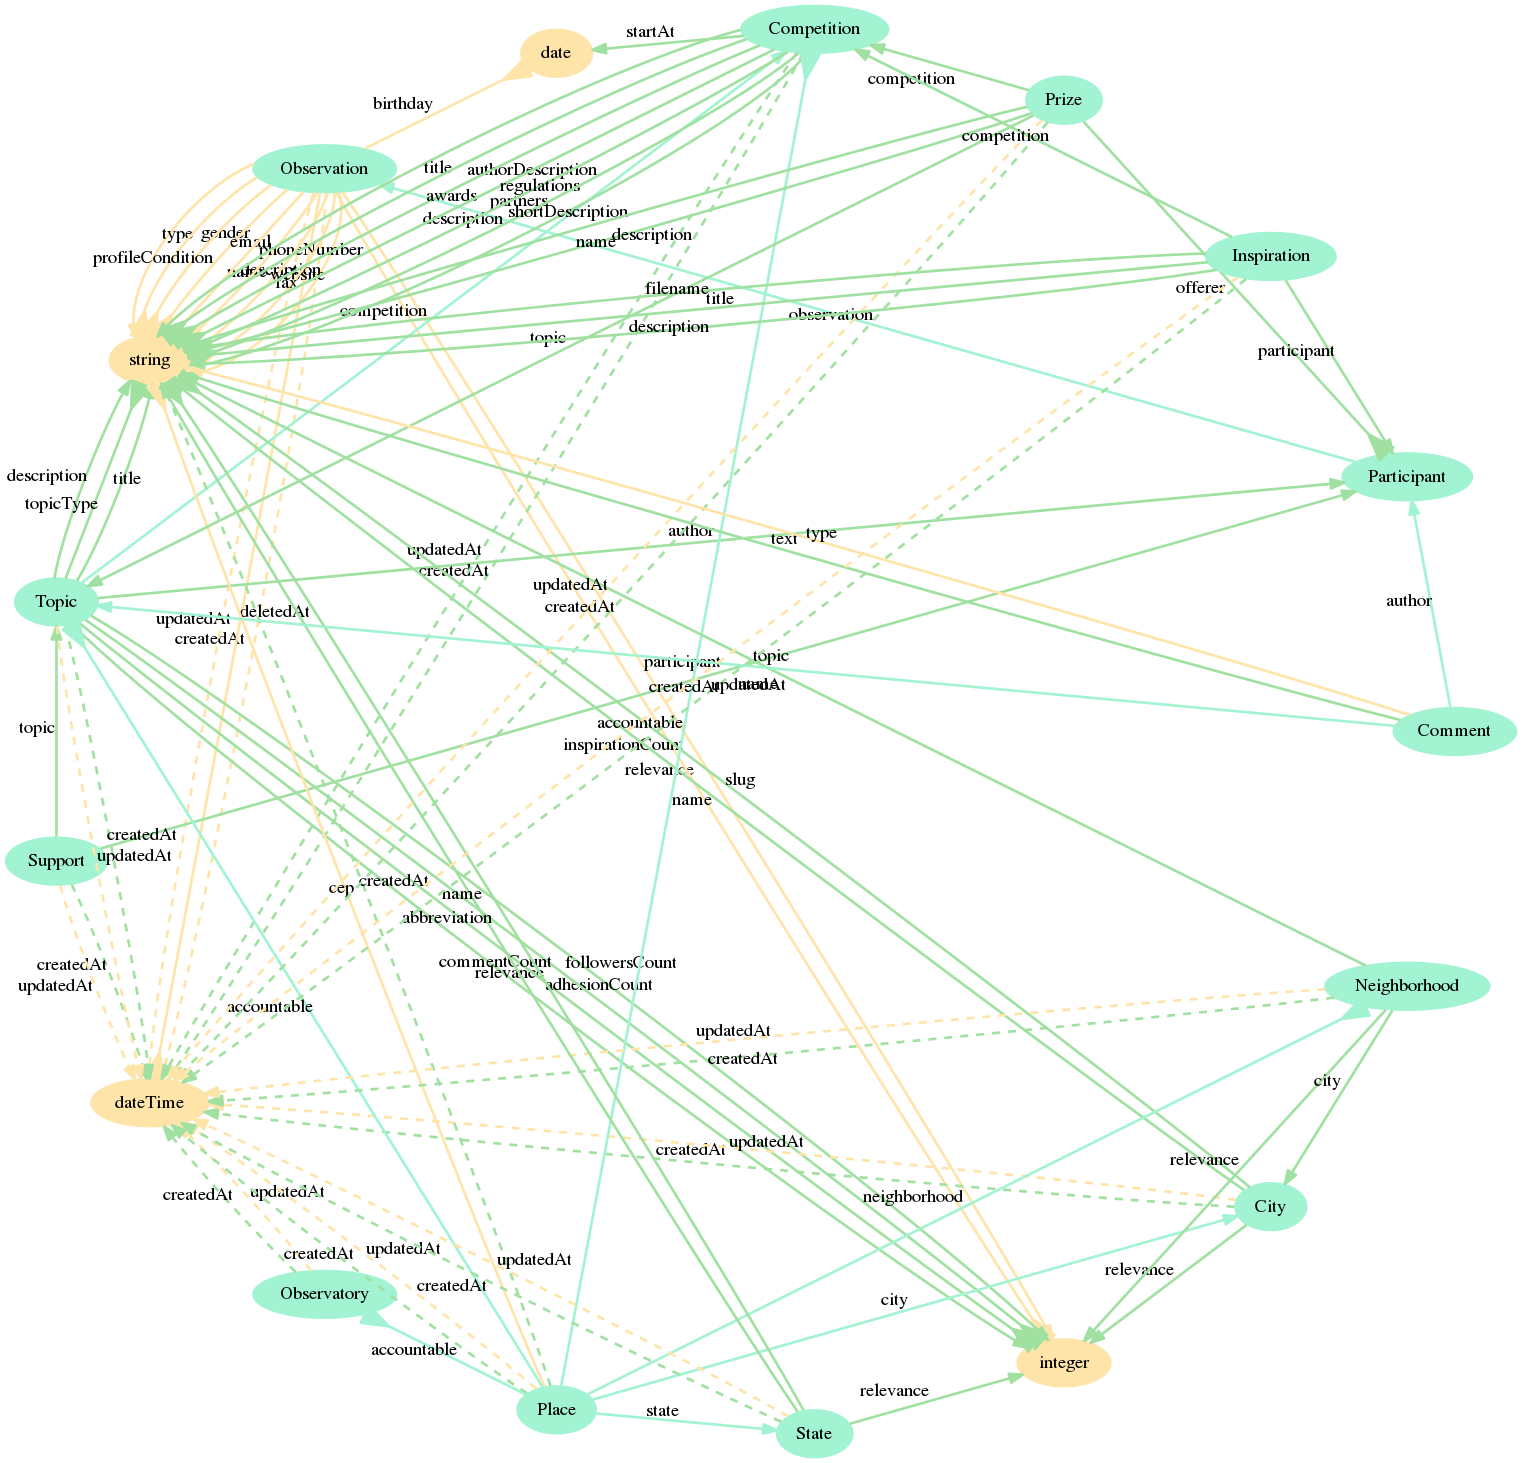 Competition
startAt
date
competition
Prize
birthday
competition
Observation
title
authorDescription
regulations
awards
partners
shortDescription
description
type
gender
email
name
description
phoneNumber
profileCondition
description
website
fax
Inspiration
offerer
filename
title
competition
observation
description
topic
participant
string
description
title
topicType
Participant
author
text
type
updatedAt
createdAt
updatedAt
createdAt
Topic
author
deletedAt
updatedAt
createdAt
participant
topic
createdAt
updatedAt
name
topic
accountable
inspirationCount
Comment
relevance
slug
name
createdAt
updatedAt
Support
cep
createdAt
name
abbreviation
createdAt
updatedAt
commentCount
relevance
followersCount
adhesionCount
Neighborhood
accountable
updatedAt
createdAt
city
dateTime
createdAt
updatedAt
relevance
createdAt
updatedAt
neighborhood
City
createdAt
updatedAt
updatedAt
relevance
createdAt
Observatory
city
accountable
integer
relevance
Place
state
State